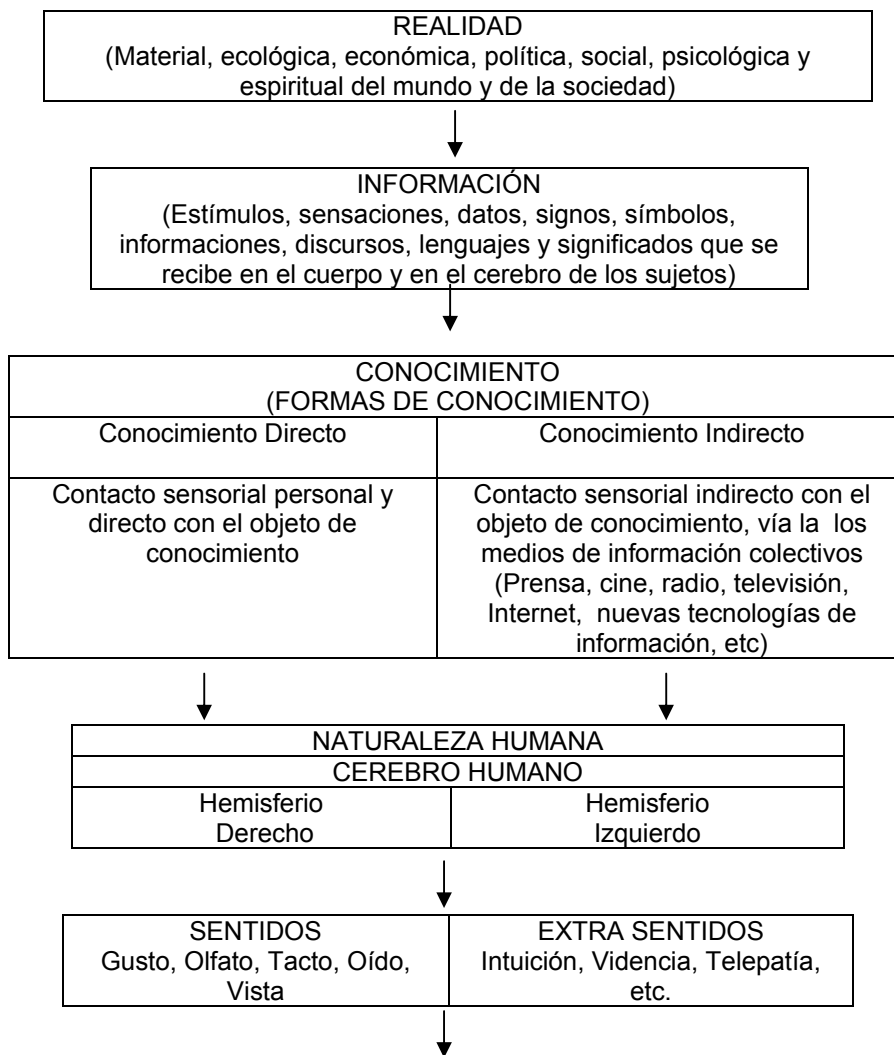 REALIDAD
(Material, ecológica, económica, política, social, psicológica y
espiritual del mundo y de la sociedad)
INFORMACIÓN
(Estímulos, sensaciones, datos, signos, símbolos,
informaciones, discursos, lenguajes y significados que se
recibe en el cuerpo y en el cerebro de los sujetos)
CONOCIMIENTO
(FORMAS DE CONOCIMIENTO)
Conocimiento Directo
Conocimiento Indirecto
Contacto sensorial personal y
directo con el objeto de
conocimiento
Contacto sensorial indirecto con el
objeto de conocimiento, vía la los
medios de información colectivos
(Prensa, cine, radio, televisión,
Internet, nuevas tecnologías de
información, etc)
NATURALEZA HUMANA
CEREBRO HUMANO
Hemisferio
Derecho
Hemisferio
Izquierdo
SENTIDOS
Gusto, Olfato, Tacto, Oído,
Vista
EXTRA SENTIDOS
Intuición, Videncia, Telepatía,
etc.